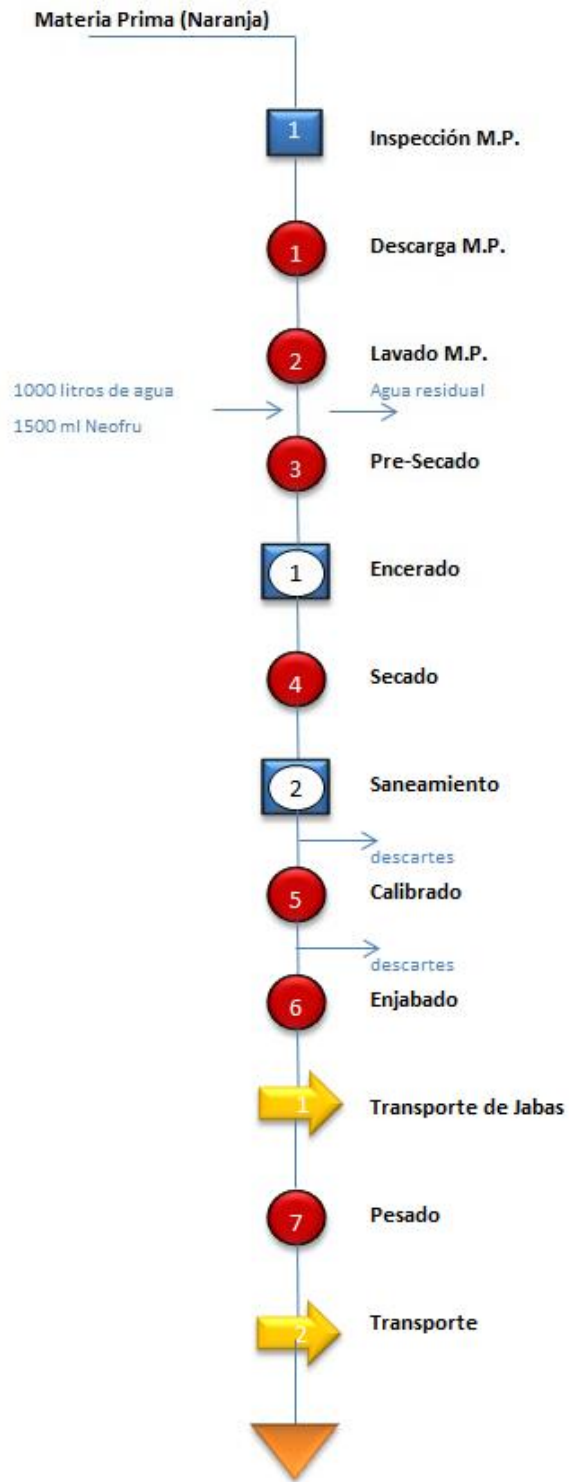 Materia Prima (Naranja)
1 Inspección M.P.
1 Descarga M.P.
2 Lavado M.P.
1000 litros de agua
Agua residual
1500 ml Neofru
3 Pre-Secado
1 Encerado
4 Secado
2 Saneamiento
descartes
5 Calibrado
descartes
6 Enjabado
1 Transporte de Jabas
7 Pesado
2 Transporte